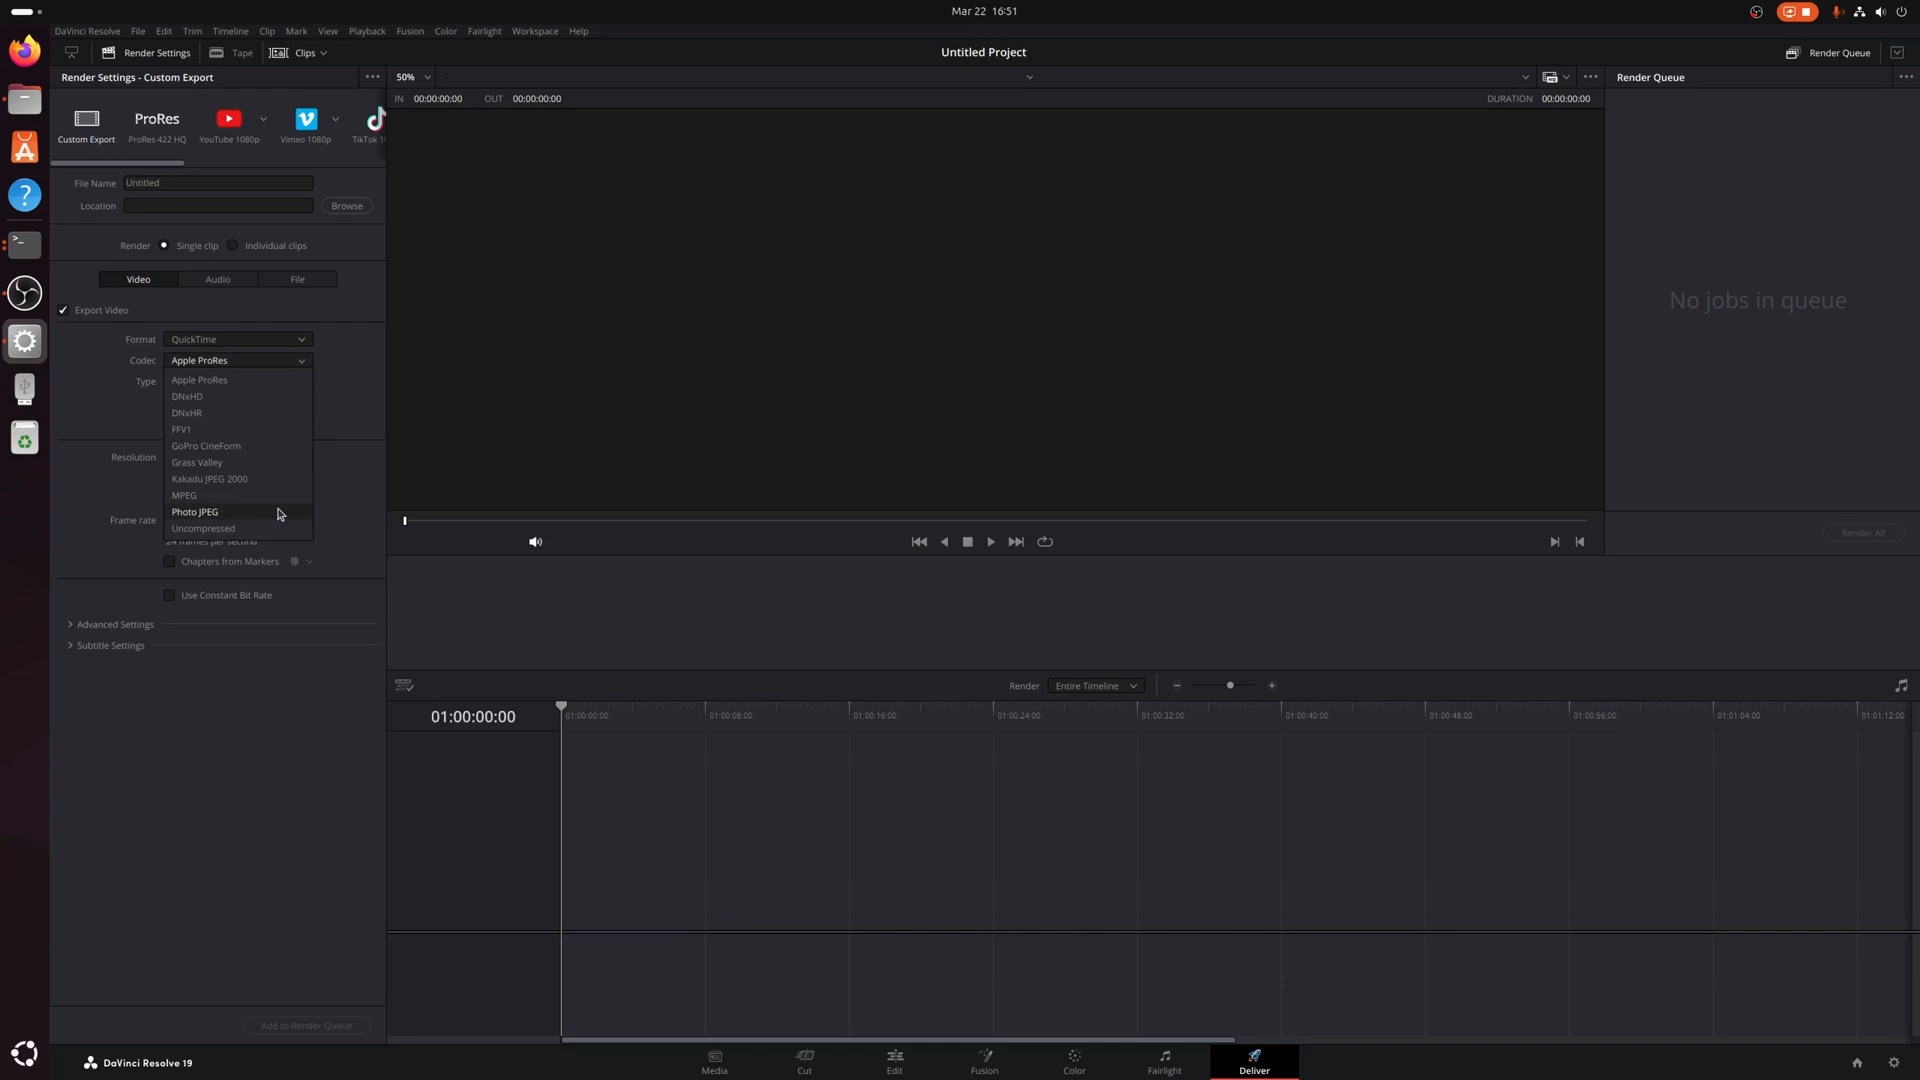 Mar 22 16:51
DaVinci Resolve File Edit Trim Timeline Clip Mark View Playback Fusion Color Fairlight Workspace Help
Render Settings Tape Clips Untitled Project Render Queue
Render Settings - Custom Export 50% Render Queue
IN 00:00:00:00 OUT 00:00:00:00 DURATION 00:00:00:00
ProRes
Custom Export ProRes 422 HQ YouTube 1080p Vimeo 1080p
File Name Untitled
Location Browse
Render Single clip Individual clips
Video Audio File
Export Video
No jobs in queue
Format QuickTime
Codec Apple ProRes
Type Apple ProRes
DNxHD
DNxHR
FFV1
GoPro CineForm
Resolution Grass Valley
Kakadu JPEG 2000
MPEG
Photo JPEG
Frame rate Uncompressed
24 frames per second
Render All
Chapters from Markers
Use Constant Bit Rate
Advanced Settings
Subtitle Settings
Render Entire Timeline
01:00:00:00 01:00:00:00 01:00:08:00 01:00:16:00 01:00:24:00 01:00:32:00 01:00:40:00 01:00:48:00 01:00:56:00 01:01:04:00 01:01:12:00
Add to Render Queue
DaVinci Resolve 19 Media Cut Edit Fusion Color Fairlight Deliver